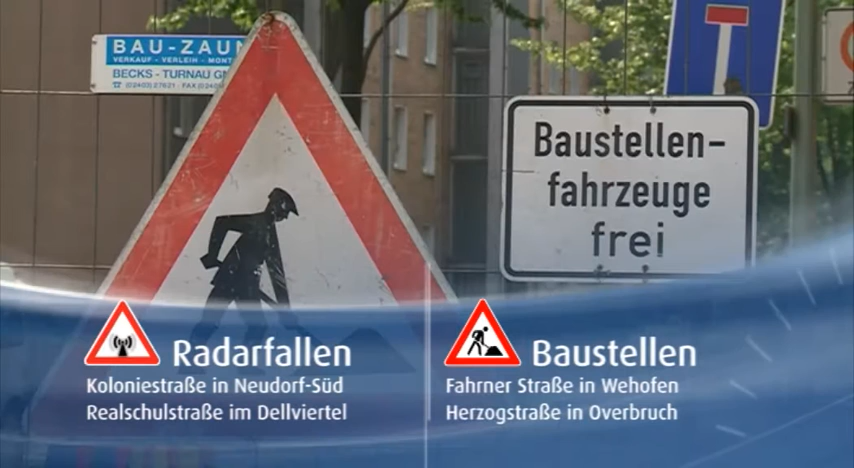 BAU-ZAUN
VERKAUF - VERLEIH - MONT
BECKS - TURNAU GM
Baustellen-
fahrzeuge
frei
Radarfallen
Koloniestraße in Neudorf-Süd
Realschulstraße im Dellviertel
Baustellen
Fahrner Straße in Wehofen
Herzogstraße in Overbruch